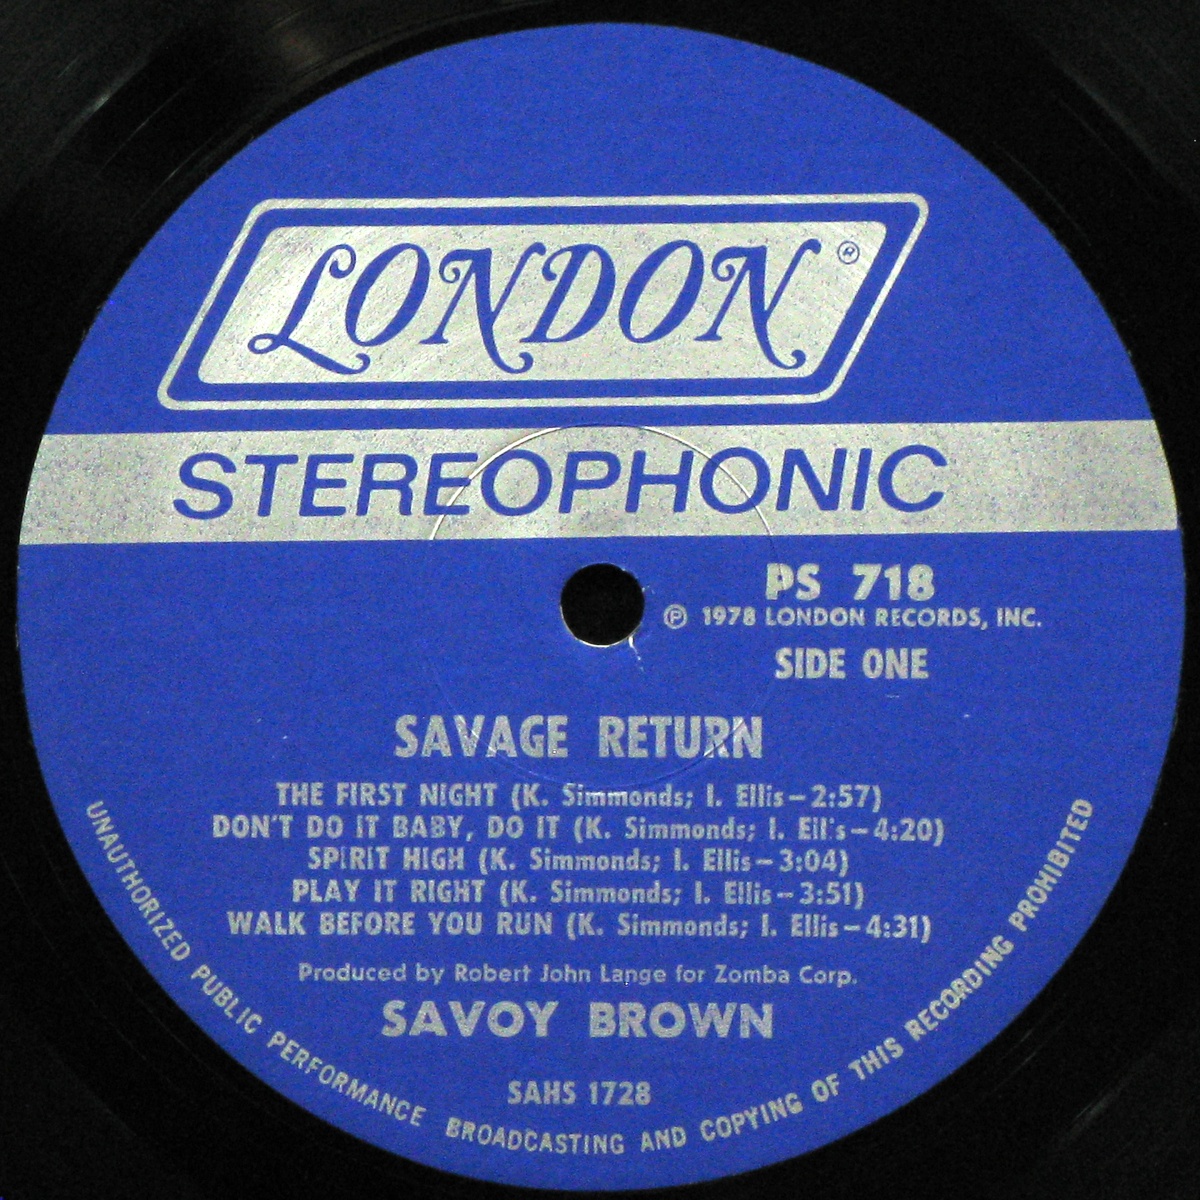 LONDON ®
STEREOPHONIC
PS 718
℗ 1978 LONDON RECORDS, INC.
SIDE ONE
SAVAGE RETURN
THE FIRST NIGHT (K. Simmonds; I. Ellis—2:57)
DON'T DO IT BABY, DO IT (K. Simmonds; I. Ellis—4:20)
SPIRIT HIGH (K. Simmonds; I. Ellis—3:04)
PLAY IT RIGHT (K. Simmonds; I. Ellis—3:51)
WALK BEFORE YOU RUN (K. Simmonds; I. Ellis—4:31)
Produced by Robert John Lange for Zomba Corp.
SAVOY BROWN
SAHS 1728
UNAUTHORIZED PUBLIC PERFORMANCE BROADCASTING AND COPYING OF THIS RECORDING PROHIBITED